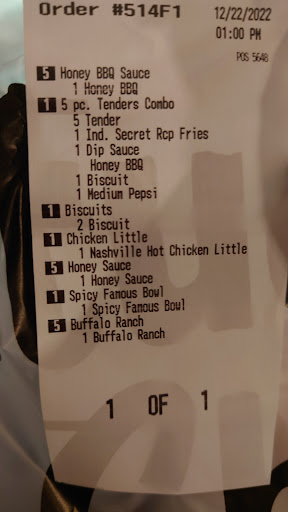 Order #514F1
12/22/2022
01:00 PM
POS 5648
5 Honey BBQ Sauce
1 Honey BBQ
1 5 pc. Tenders Combo
5 Tender
1 Ind. Secret Rcp Fries
1 Dip Sauce
Honey BBQ
1 Biscuit
1 Medium Pepsi
1 Biscuits
2 Biscuit
1 Chicken Little
1 Nashville Hot Chicken Little
5 Honey Sauce
1 Honey Sauce
1 Spicy Famous Bowl
1 Spicy Famous Bowl
5 Buffalo Ranch
1 Buffalo Ranch
1 OF 1